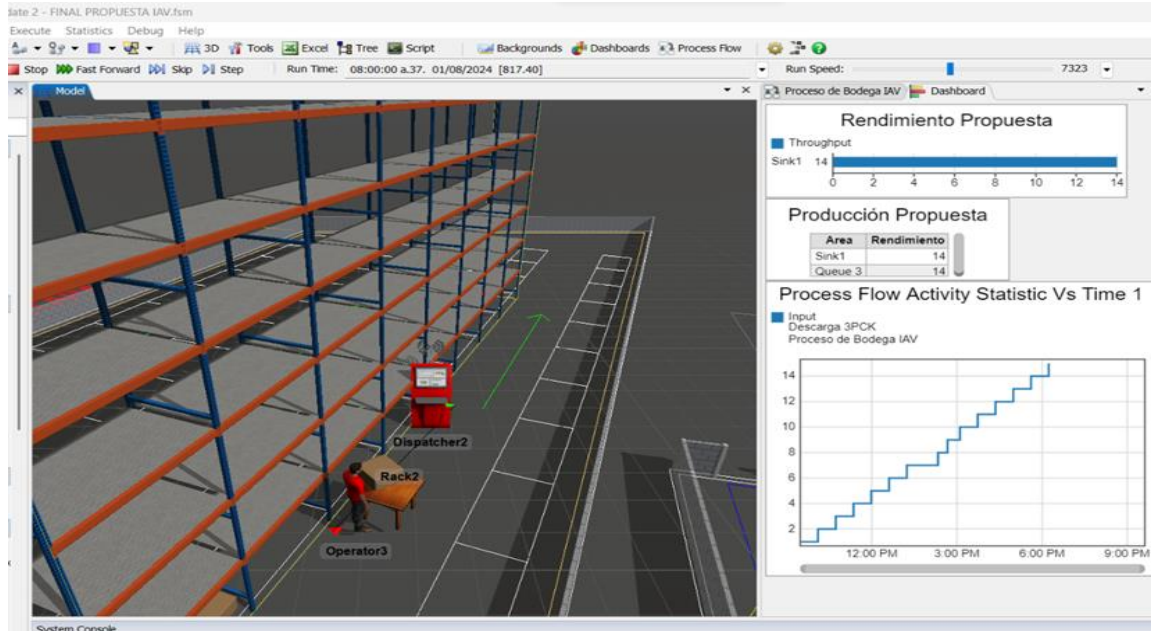 date 2 - FINAL PROPUESTA IAV.fsm
Execute Statistics Debug Help
3D Tools Excel Tree Script Backgrounds Dashboards Process Flow
Stop Fast Forward Skip Step Run Time: 08:00:00 a.37. 01/08/2024 [817.40] Run Speed: 7323
Model
Proceso de Bodega IAV Dashboard
Rendimiento Propuesta
Throughput
Sink1 14
0 2 4 6 8 10 12 14
Producción Propuesta
Area Rendimiento
Sink1 14
Queue 3 14
Process Flow Activity Statistic Vs Time 1
Input
Descarga 3PCK
Proceso de Bodega IAV
14
12
10
8
6
4
2
12:00 PM 3:00 PM 6:00 PM 9:00 PM
Dispatcher2
Rack2
Operator3
System Console